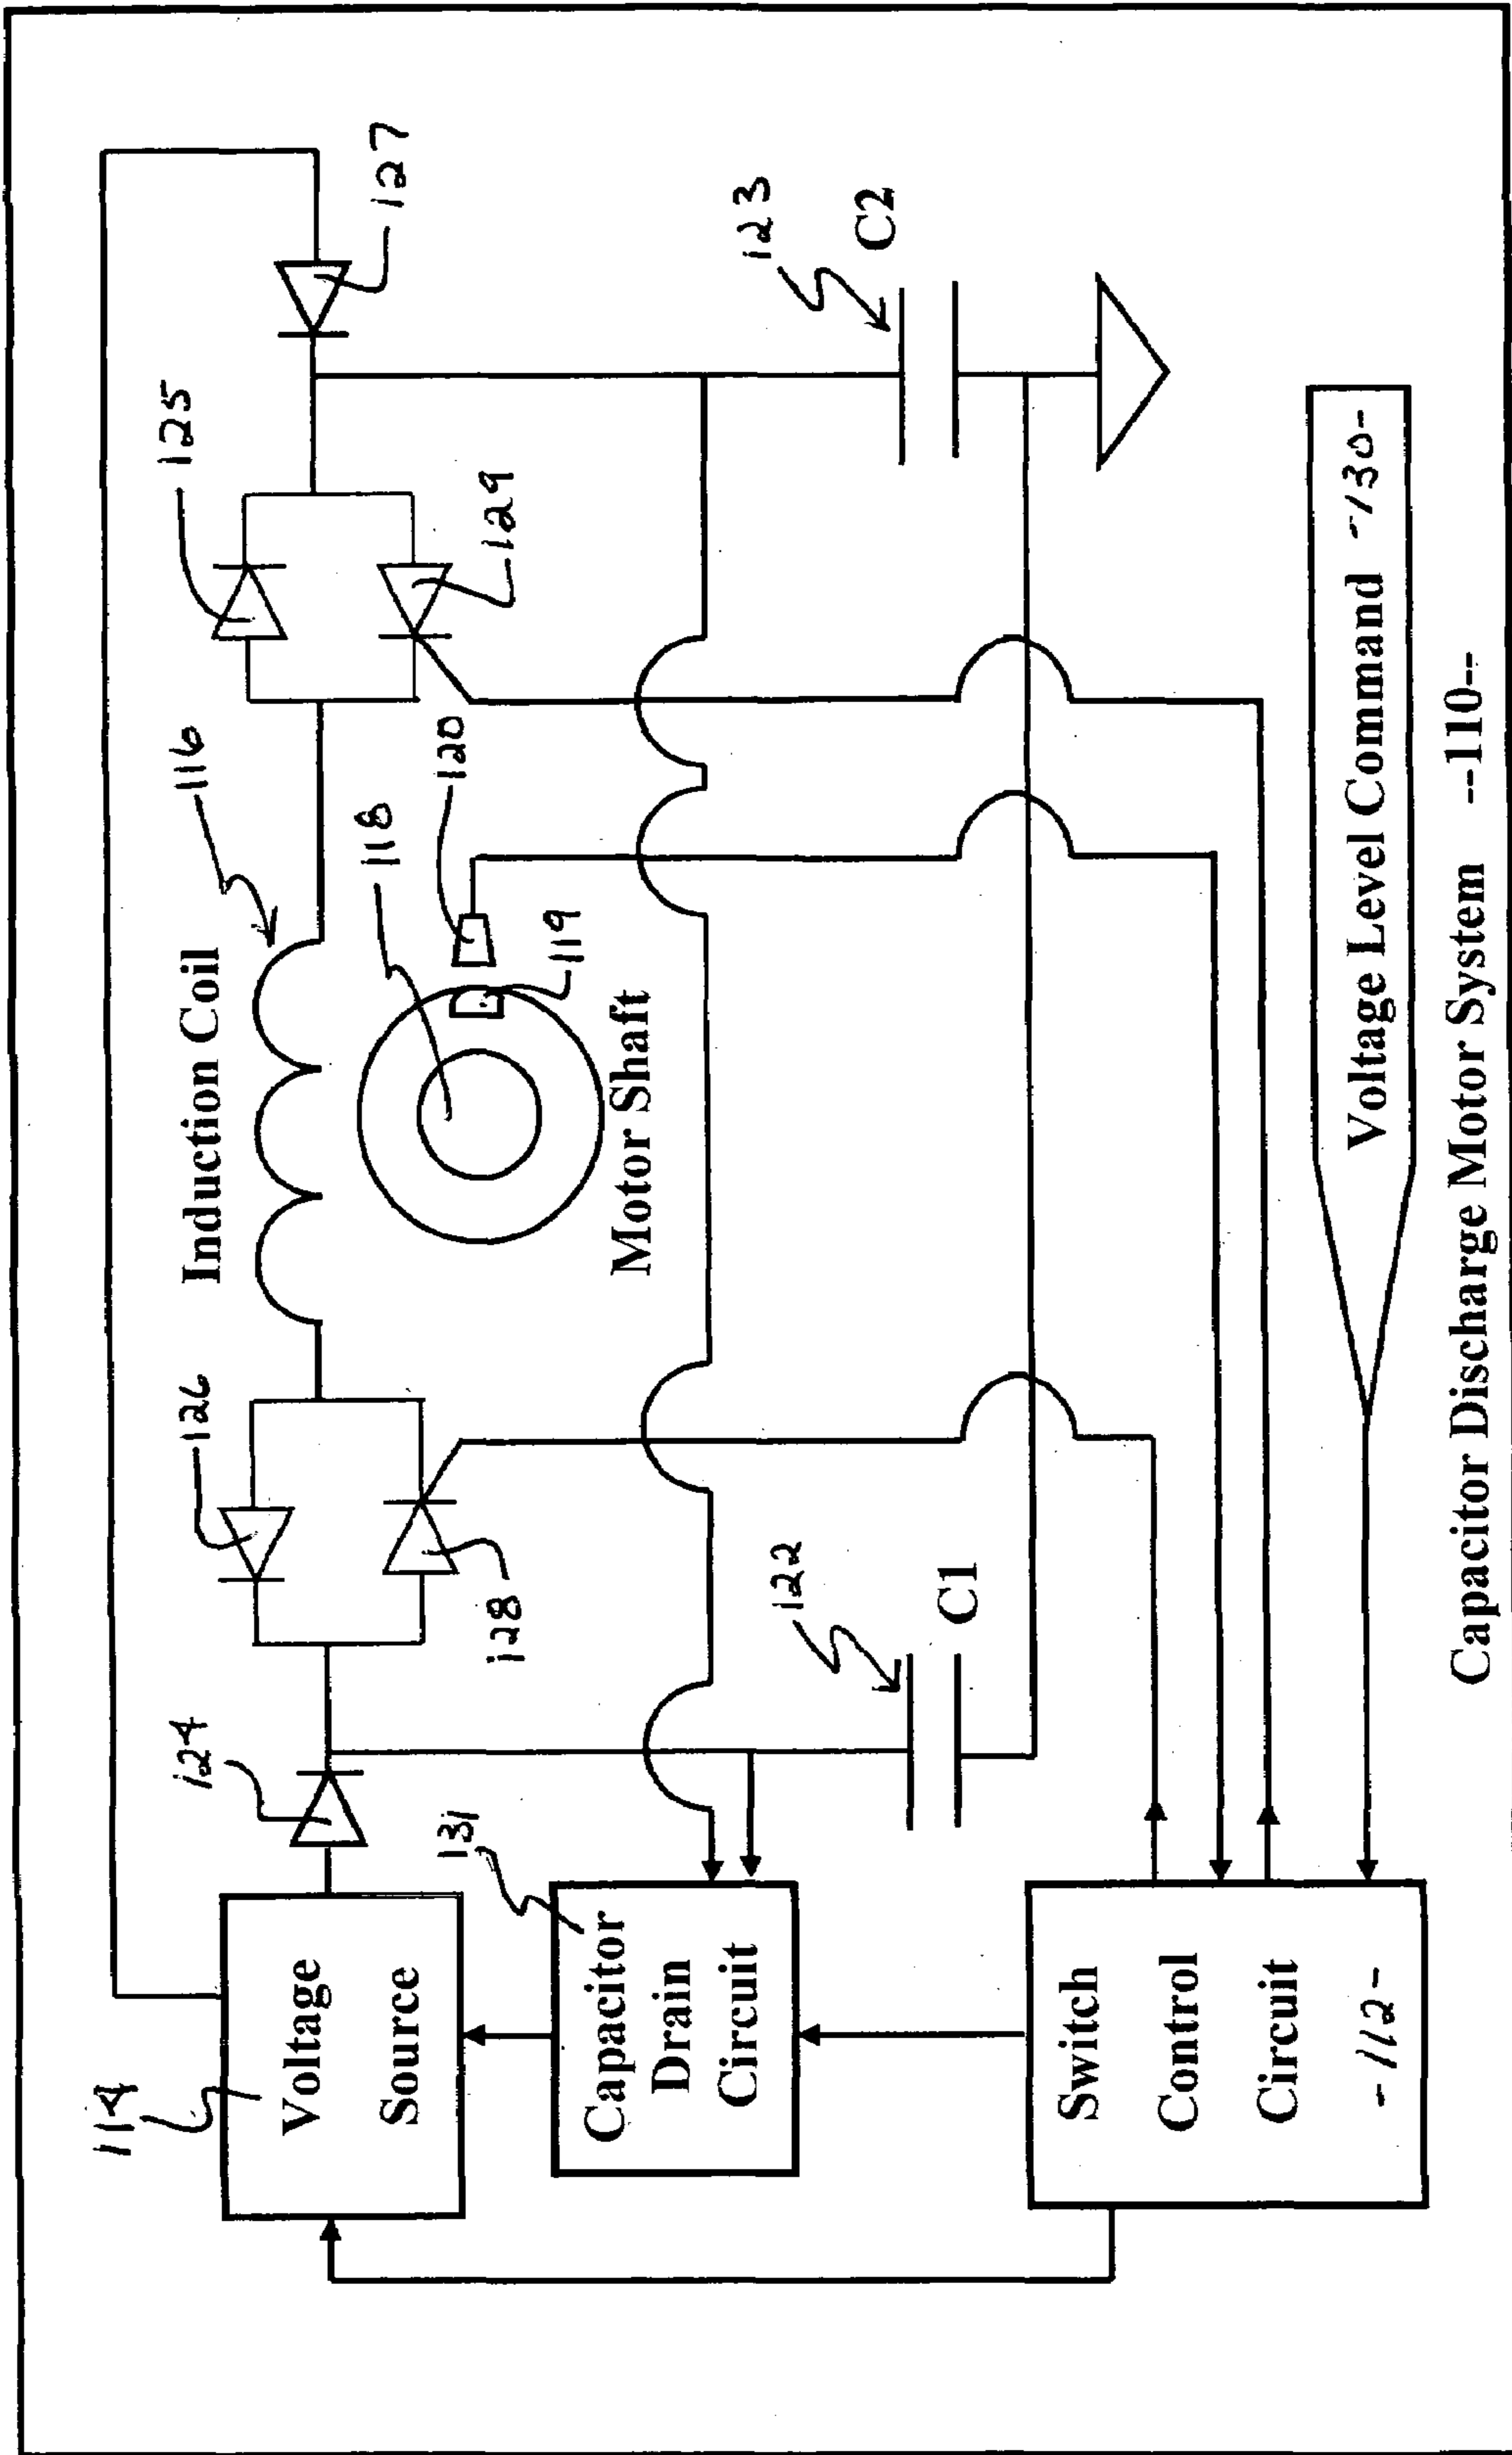 114
124
126
Induction Coil
116
125
127
Voltage
Source
128
118
120
119
129
Motor Shaft
131
Capacitor
Drain
Circuit
122
C1
123
C2
Switch
Control
Circuit
-112-
Voltage Level Command -130-
Capacitor Discharge Motor System --110--